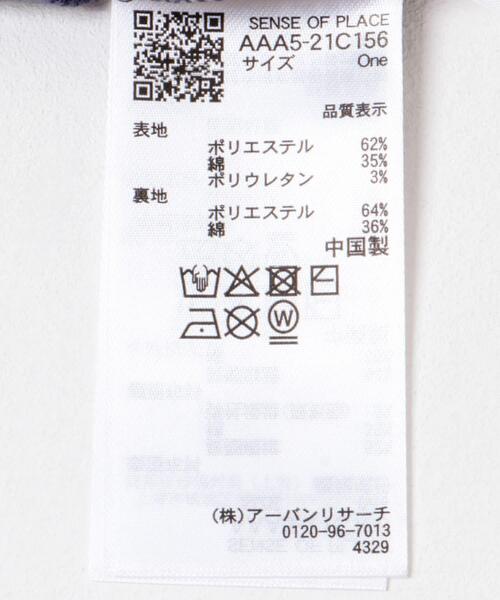 SENSE OF PLACE
AAA5-21C156
サイズ One
品質表示
表地
ポリエステル 62%
綿 35%
ポリウレタン 3%
裏地
ポリエステル 64%
綿 36%
中国製
W
(株)アーバンリサーチ
0120-96-7013
4329